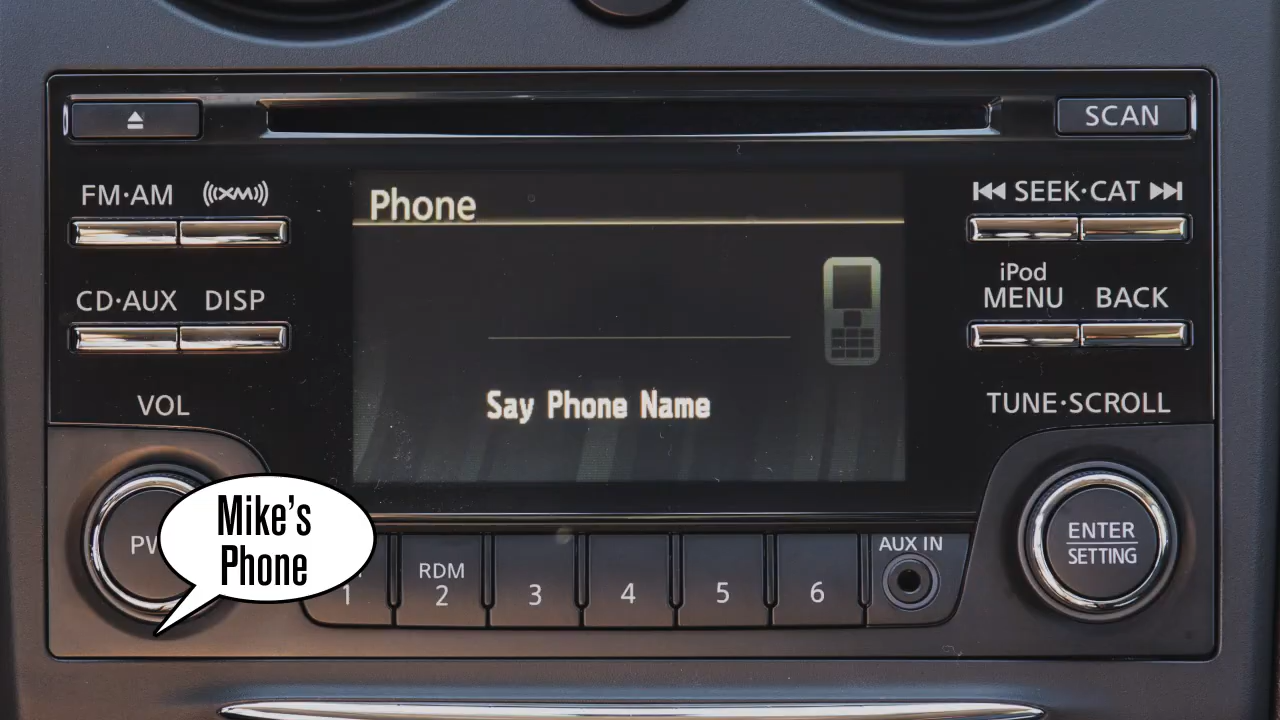 SCAN
FM·AM
XM
SEEK·CAT
Phone
iPod
CD·AUX
DISP
MENU
BACK
VOL
Say Phone Name
TUNE·SCROLL
Mike's
Phone
ENTER
SETTING
AUX IN
RDM
1
2
3
4
5
6